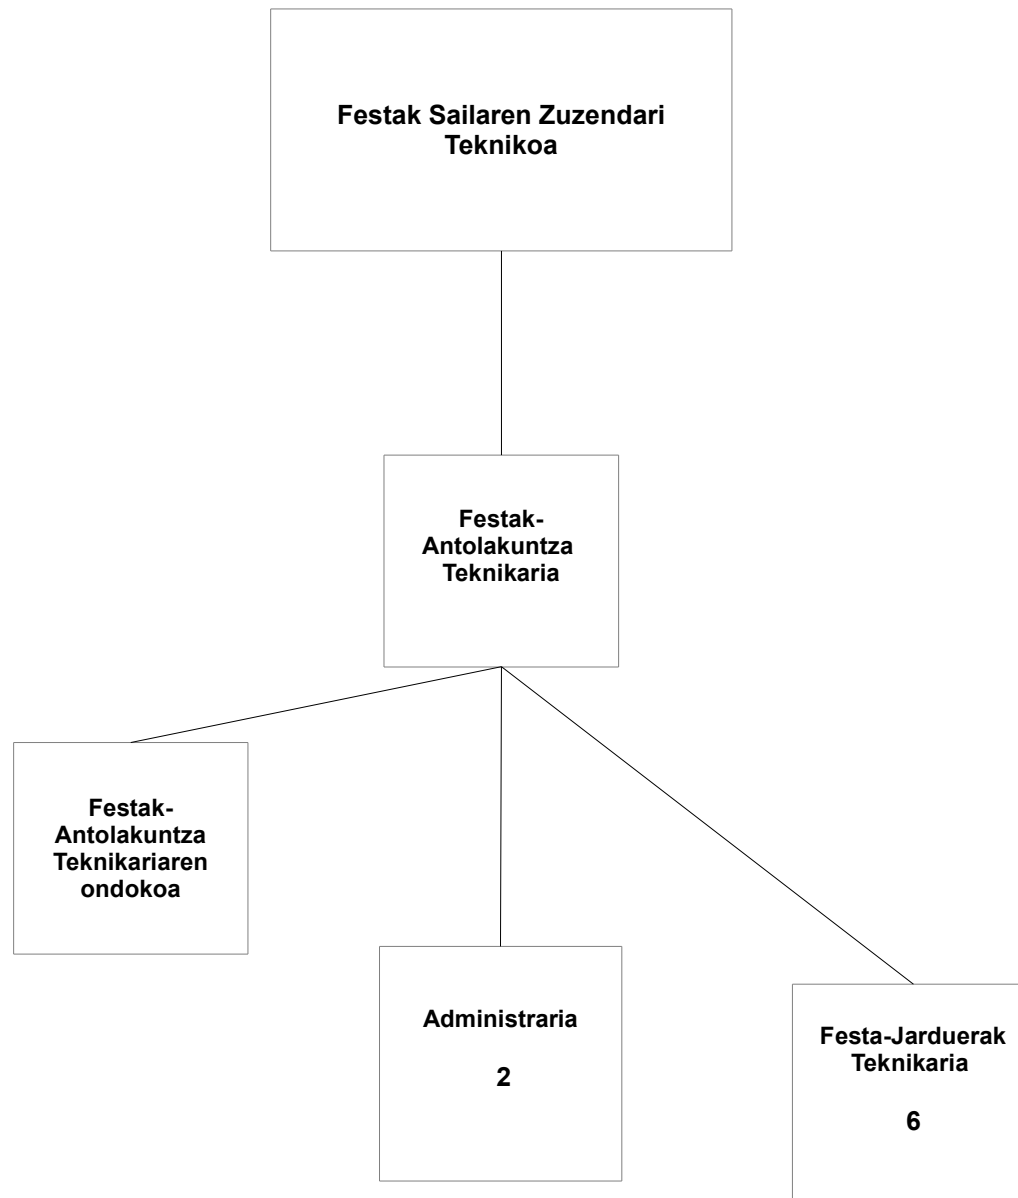 Festak Sailaren Zuzendari
Teknikoa
Festak-
Antolakuntza
Teknikaria
Festak-
Antolakuntza
Teknikariaren
ondokoa
Administraria
2
Festa-Jarduerak
Teknikaria
6